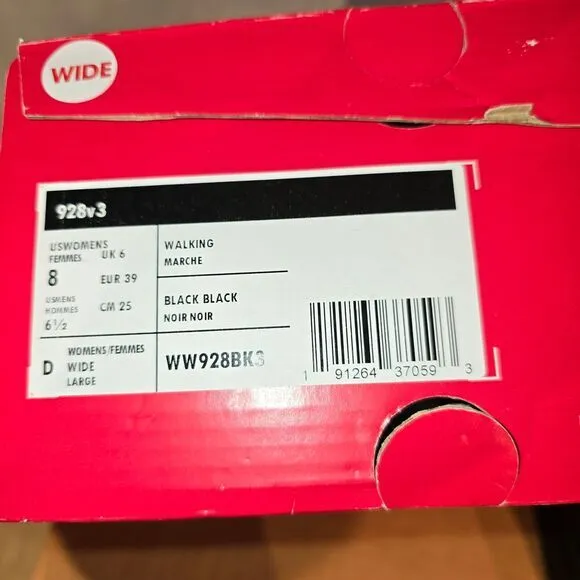 WIDE
928v3
USWOMENS
FEMMES
UK 6
8
EUR 39
USMENS
HOMMES
6½
CM 25
WALKING
MARCHE
BLACK BLACK
NOIR NOIR
D
WOMENS/FEMMES
WIDE
LARGE
WW928BK3
1 91264 37059 3